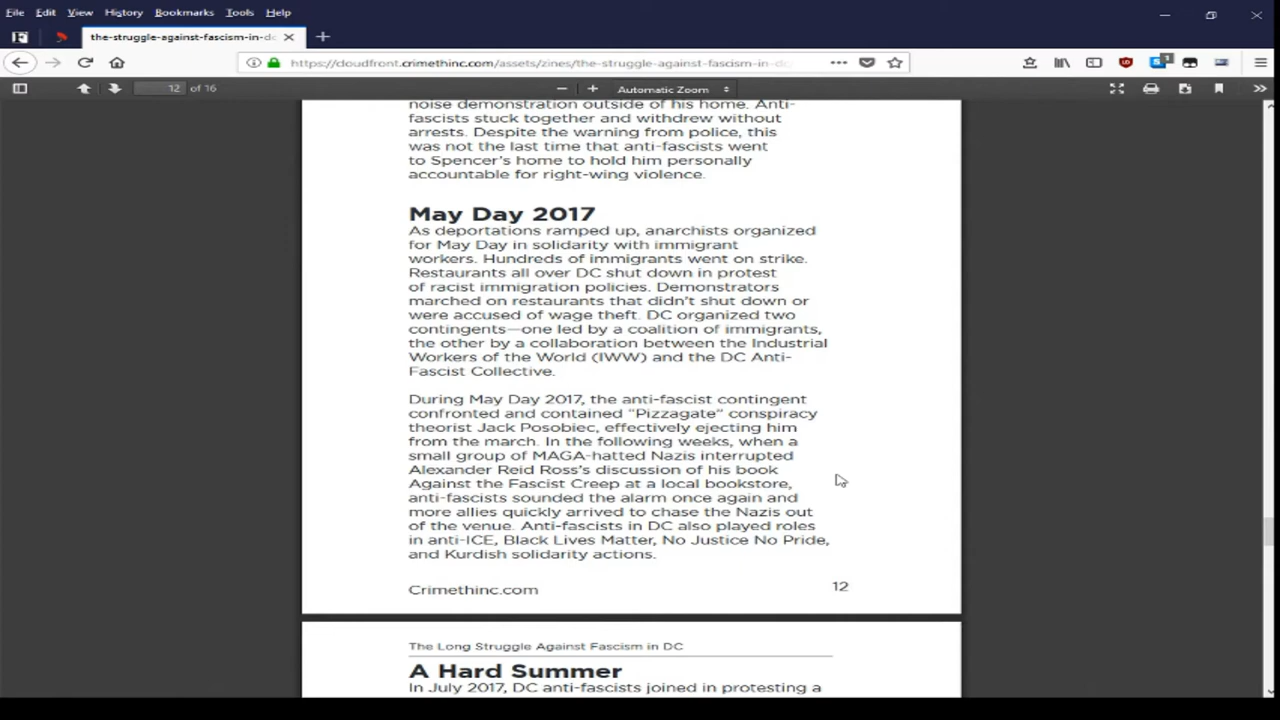 File Edit View History Bookmarks Tools Help
the-struggle-against-fascism-in-dc
https://cloudfront.crimethinc.com/assets/zines/the-struggle-against-fascism-in-d
12 of 16
Automatic Zoom
noise demonstration outside of his home. Anti-
fascists stuck together and withdrew without
arrests. Despite the warning from police, this
was not the last time that anti-fascists went
to Spencer's home to hold him personally
accountable for right-wing violence.
May Day 2017
As deportations ramped up, anarchists organized
for May Day in solidarity with immigrant
workers. Hundreds of immigrants went on strike.
Restaurants all over DC shut down in protest
of racist immigration policies. Demonstrators
marched on restaurants that didn't shut down or
were accused of wage theft. DC organized two
contingents—one led by a coalition of immigrants,
the other by a collaboration between the Industrial
Workers of the World (IWW) and the DC Anti-
Fascist Collective.
During May Day 2017, the anti-fascist contingent
confronted and contained "Pizzagate" conspiracy
theorist Jack Posobiec, effectively ejecting him
from the march. In the following weeks, when a
small group of MAGA-hatted Nazis interrupted
Alexander Reid Ross's discussion of his book
Against the Fascist Creep at a local bookstore,
anti-fascists sounded the alarm once again and
more allies quickly arrived to chase the Nazis out
of the venue. Anti-fascists in DC also played roles
in anti-ICE, Black Lives Matter, No Justice No Pride,
and Kurdish solidarity actions.
Crimethinc.com 12
The Long Struggle Against Fascism in DC
A Hard Summer
In July 2017, DC anti-fascists joined in protesting a